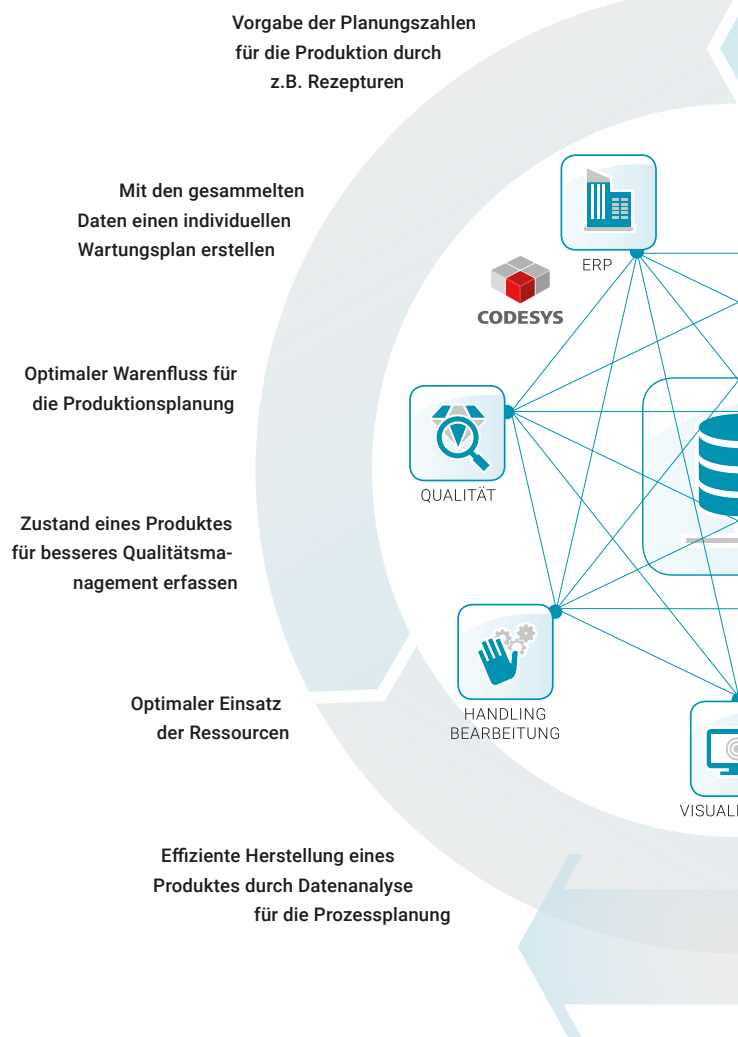 Vorgabe der Planungszahlen
für die Produktion durch
z.B. Rezepturen
Mit den gesammelten
Daten einen individuellen
Wartungsplan erstellen
ERP
CODESYS
Optimaler Warenfluss für
die Produktionsplanung
QUALITÄT
Zustand eines Produktes
für besseres Qualitätsma-
nagement erfassen
Optimaler Einsatz
der Ressourcen
HANDLING
BEARBEITUNG
VISUALI
Effiziente Herstellung eines
Produktes durch Datenanalyse
für die Prozessplanung